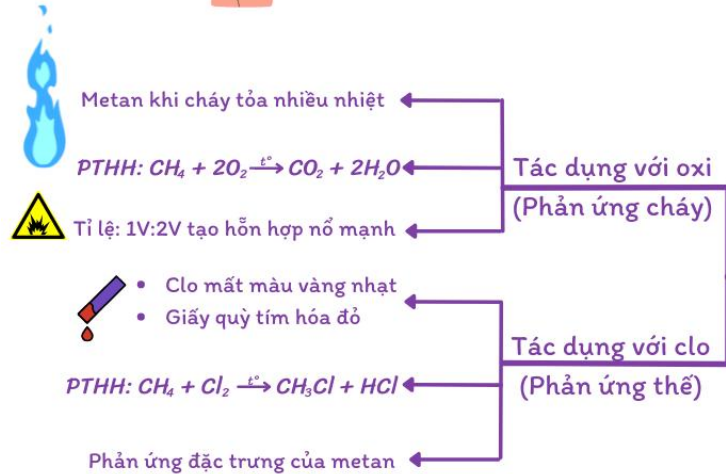 Metan khi cháy tỏa nhiều nhiệt
PTHH: CH₄ + 2O₂ —t°→ CO₂ + 2H₂O
Tỉ lệ: 1V:2V tạo hỗn hợp nổ mạnh
Tác dụng với oxi
(Phản ứng cháy)
• Clo mất màu vàng nhạt
• Giấy quỳ tím hóa đỏ
PTHH: CH₄ + Cl₂ —t°→ CH₃Cl + HCl
Phản ứng đặc trưng của metan
Tác dụng với clo
(Phản ứng thế)